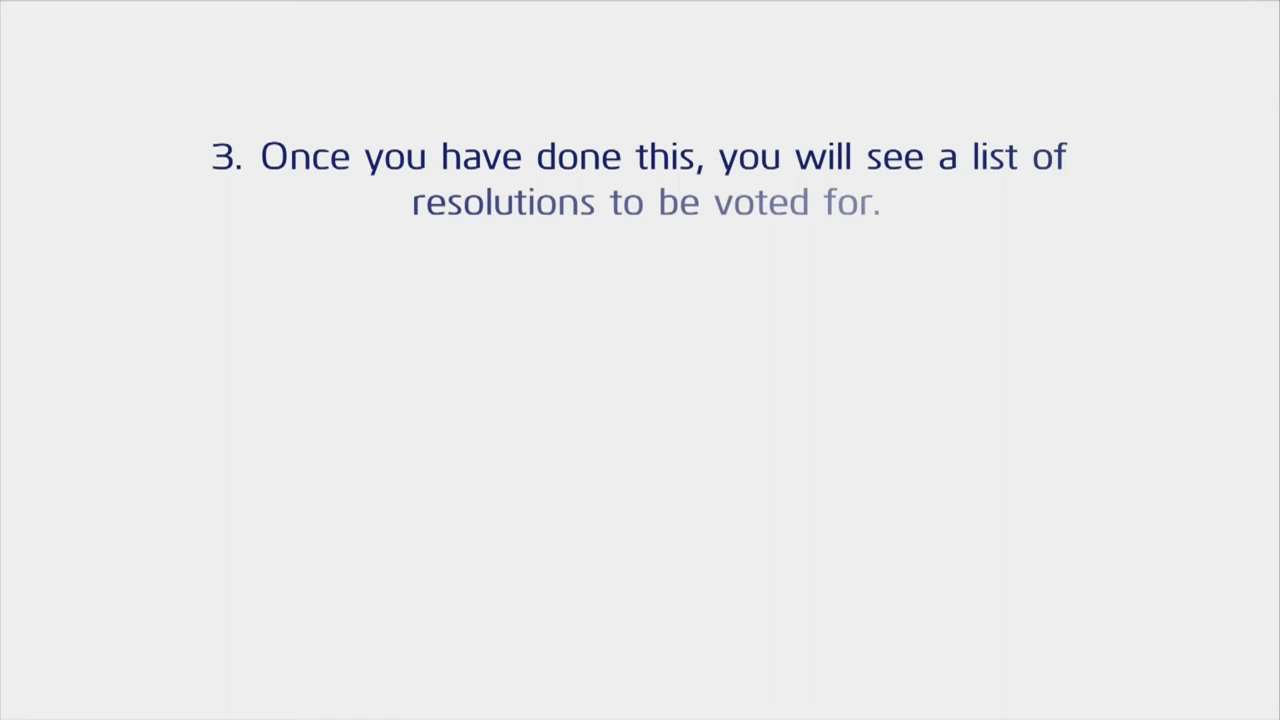 3. Once you have done this, you will see a list of
resolutions to be voted for.